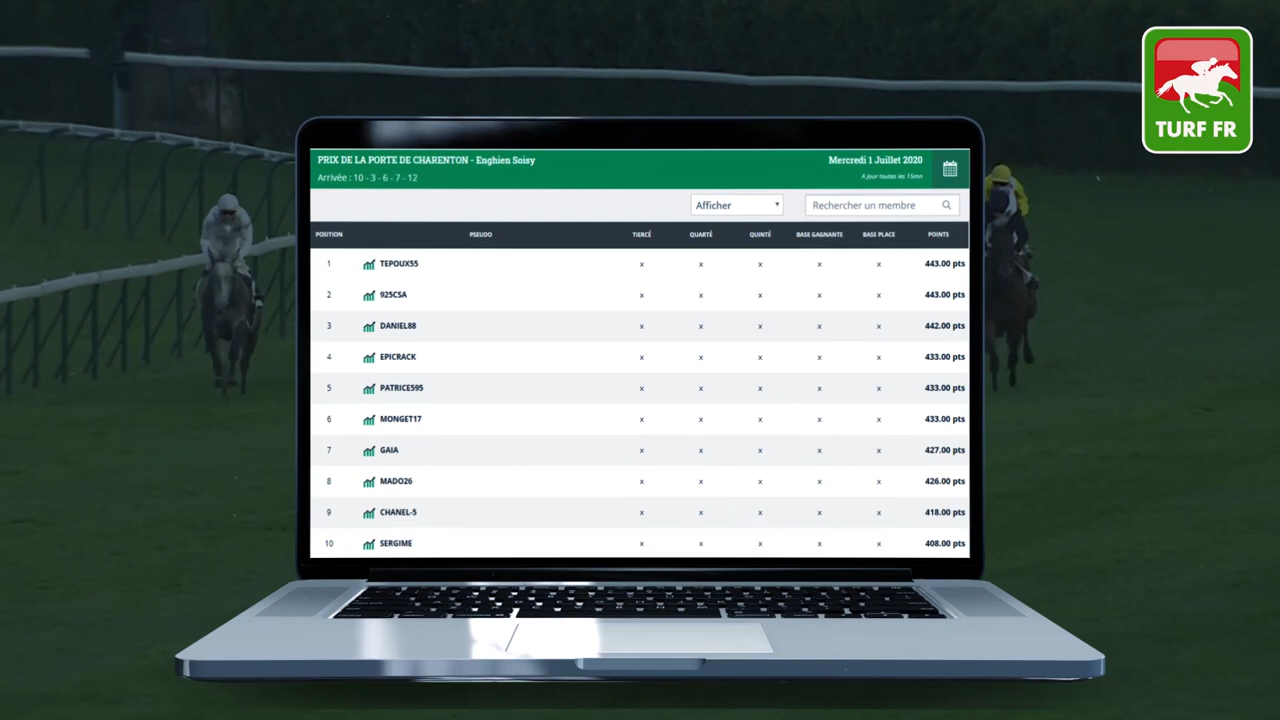 TURF FR
PRIX DE LA PORTE DE CHARENTON - Enghien Soisy
Mercredi 1 Juillet 2020
Arrivée : 10 - 3 - 6 - 7 - 12
A jour toutes les 15mn
Afficher
Rechercher un membre
POSITION PSEUDO TIERCÉ QUARTÉ QUINTÉ BASE GAGNANTE BASE PLACE POINTS
1 TEPOUX55 x x x x x 443.00 pts
2 925CSA x x x x x 443.00 pts
3 DANIEL88 x x x x x 442.00 pts
4 EPICRACK x x x x x 433.00 pts
5 PATRICE595 x x x x x 433.00 pts
6 MONGET17 x x x x x 433.00 pts
7 GAIA x x x x x 427.00 pts
8 MADO26 x x x x x 426.00 pts
9 CHANEL-5 x x x x x 418.00 pts
10 SERGIME x x x x x 408.00 pts